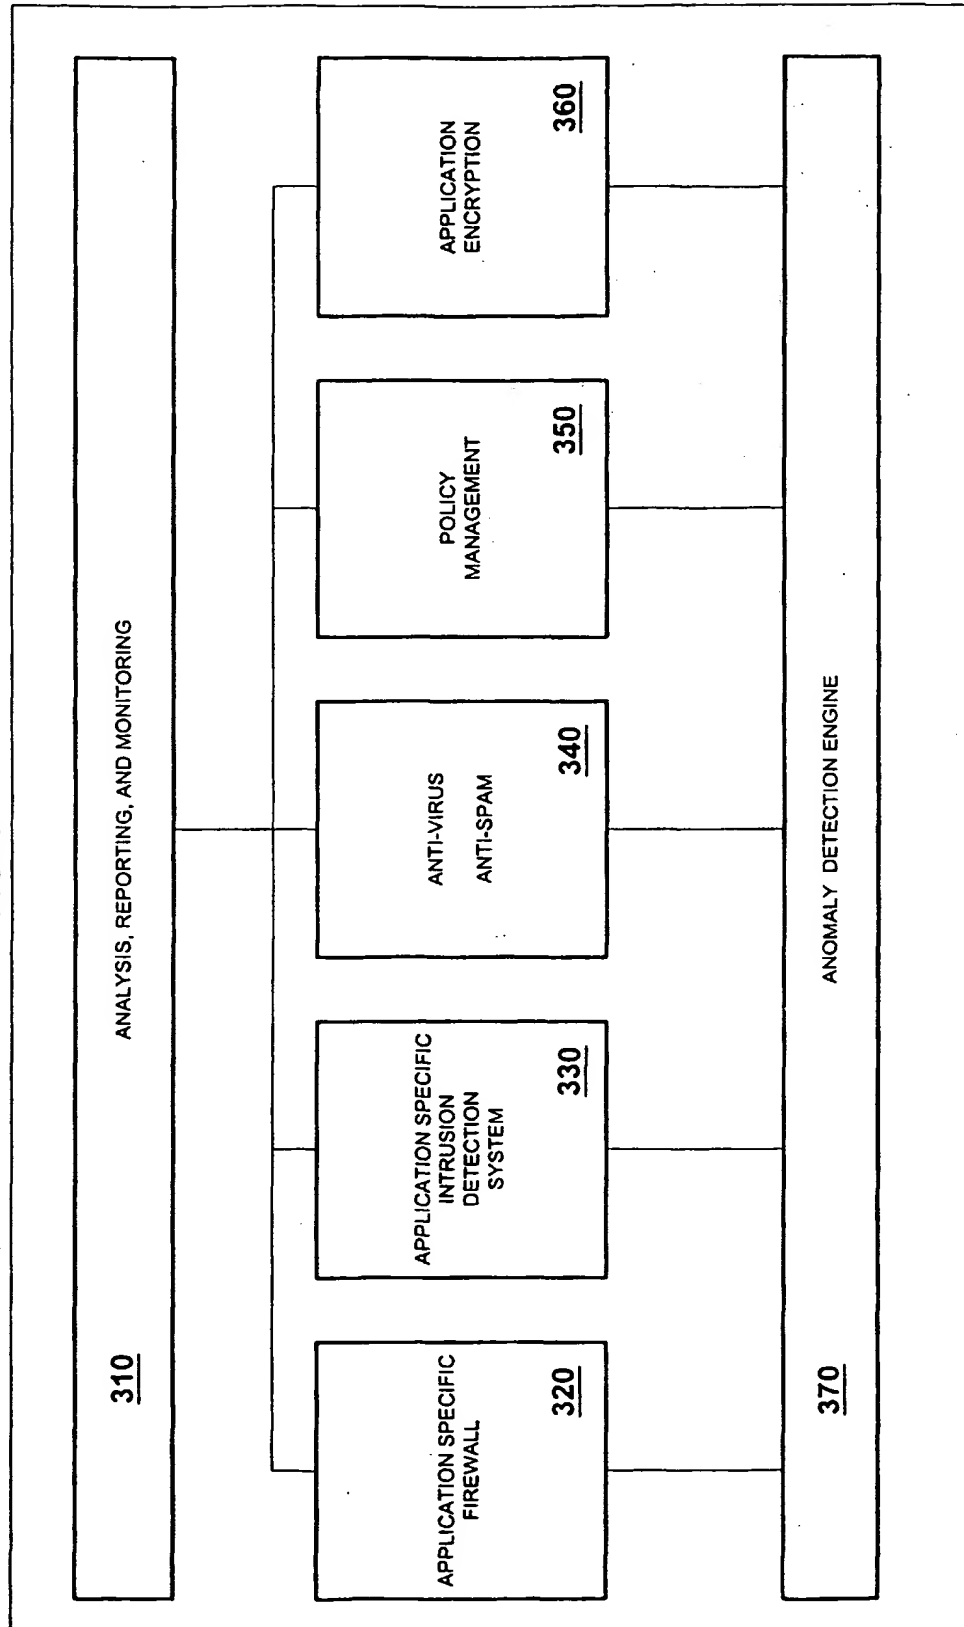 ANALYSIS, REPORTING, AND MONITORING
310
APPLICATION SPECIFIC
FIREWALL
320
APPLICATION SPECIFIC
INTRUSION
DETECTION
SYSTEM
330
ANTI-VIRUS
ANTI-SPAM
340
POLICY
MANAGEMENT
350
APPLICATION
ENCRYPTION
360
ANOMALY DETECTION ENGINE
370